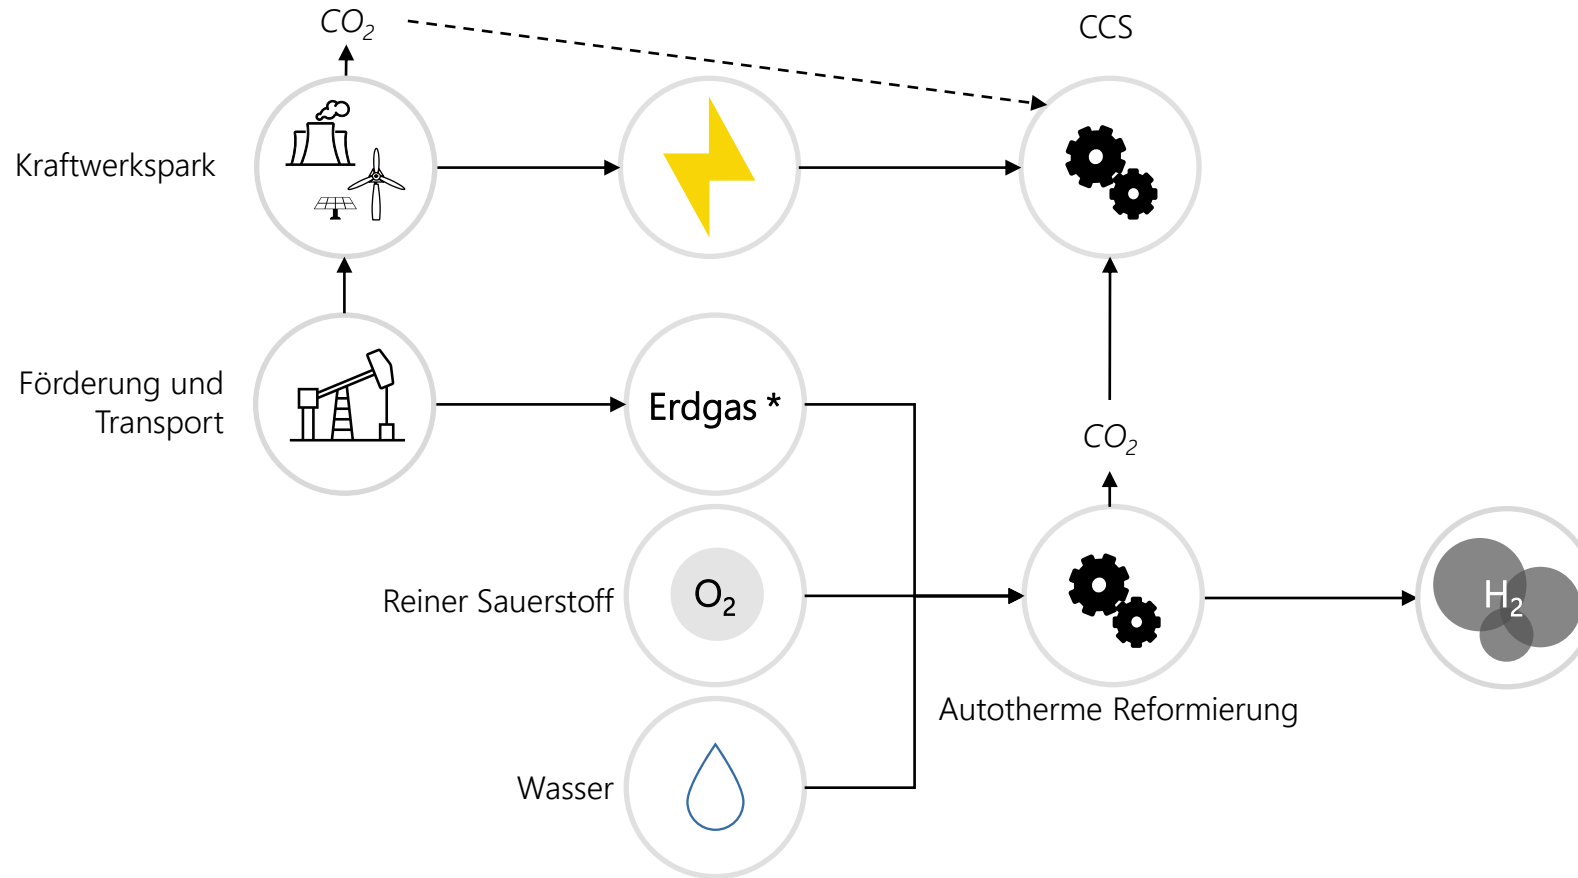 CO₂
CCS
Kraftwerkspark
Förderung und
Transport
Erdgas *
CO₂
Reiner Sauerstoff
O₂
H₂
Autotherme Reformierung
Wasser